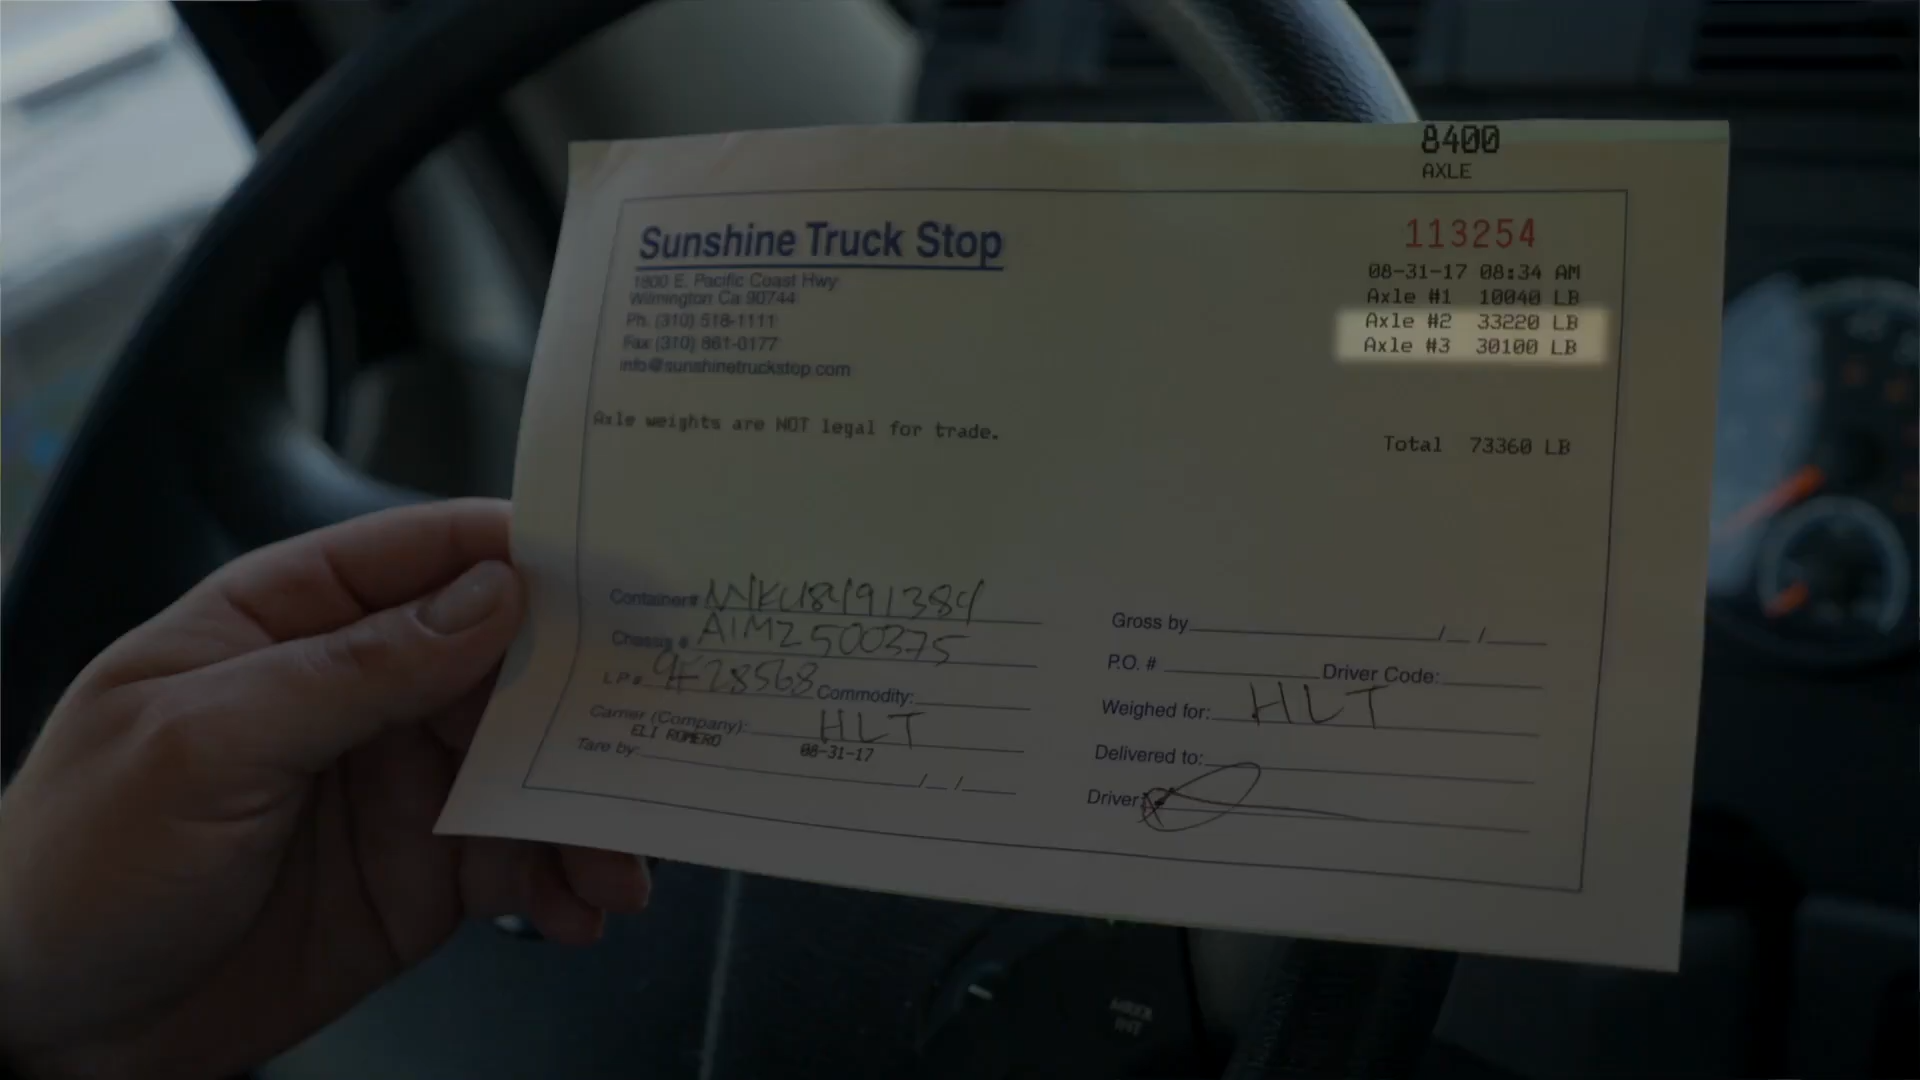 8400
AXLE
113254
Sunshine Truck Stop
1800 E. Pacific Coast Hwy
Wilmington Ca 90744
Ph. (310) 518-1111
Fax (310) 861-0177
info@sunshinetruckstop.com
08-31-17 08:34 AM
Axle #1 10040 LB
Axle #2 33220 LB
Axle #3 30100 LB
Axle weights are NOT legal for trade.
Total 73360 LB
Container#
Chassis # AIMZ 500375
L.P.# 9F28568 Commodity:
Carrier (Company): HLT
ELI ROMERO 08-31-17
Tare by: / /
Gross by / /
P.O. # Driver Code:
Weighed for: HLT
Delivered to:
Driver: